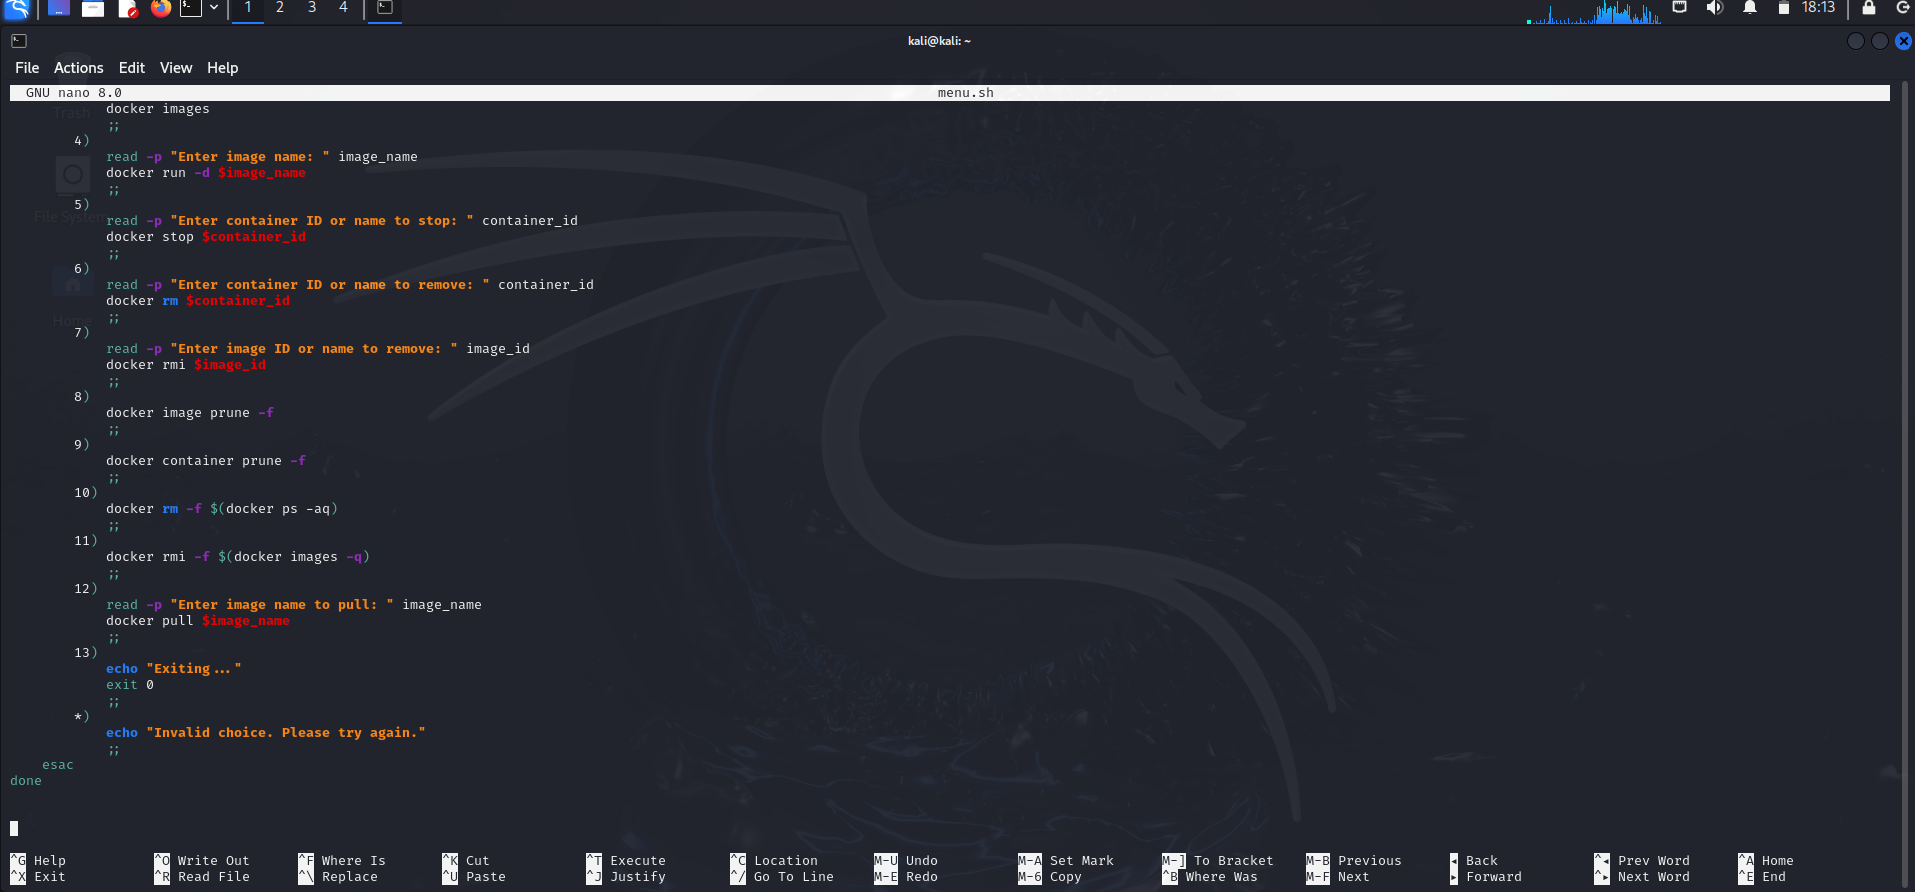 1 2 3 4 18:13
kali@kali: ~
File Actions Edit View Help
GNU nano 8.0 menu.sh
docker images
;;
4)
read -p "Enter image name: " image_name
docker run -d $image_name
;;
5)
read -p "Enter container ID or name to stop: " container_id
docker stop $container_id
;;
6)
read -p "Enter container ID or name to remove: " container_id
docker rm $container_id
;;
7)
read -p "Enter image ID or name to remove: " image_id
docker rmi $image_id
;;
8)
docker image prune -f
;;
9)
docker container prune -f
;;
10)
docker rm -f $(docker ps -aq)
;;
11)
docker rmi -f $(docker images -q)
;;
12)
read -p "Enter image name to pull: " image_name
docker pull $image_name
;;
13)
echo "Exiting..."
exit 0
;;
*)
echo "Invalid choice. Please try again."
;;
esac
done
Trash
File System
Home
^G Help ^O Write Out ^F Where Is ^K Cut ^T Execute ^C Location M-U Undo M-A Set Mark M-] To Bracket M-B Previous ◂ Back ^◂ Prev Word ^A Home
^X Exit ^R Read File ^\ Replace ^U Paste ^J Justify ^/ Go To Line M-E Redo M-6 Copy ^B Where Was M-F Next ▸ Forward ^▸ Next Word ^E End